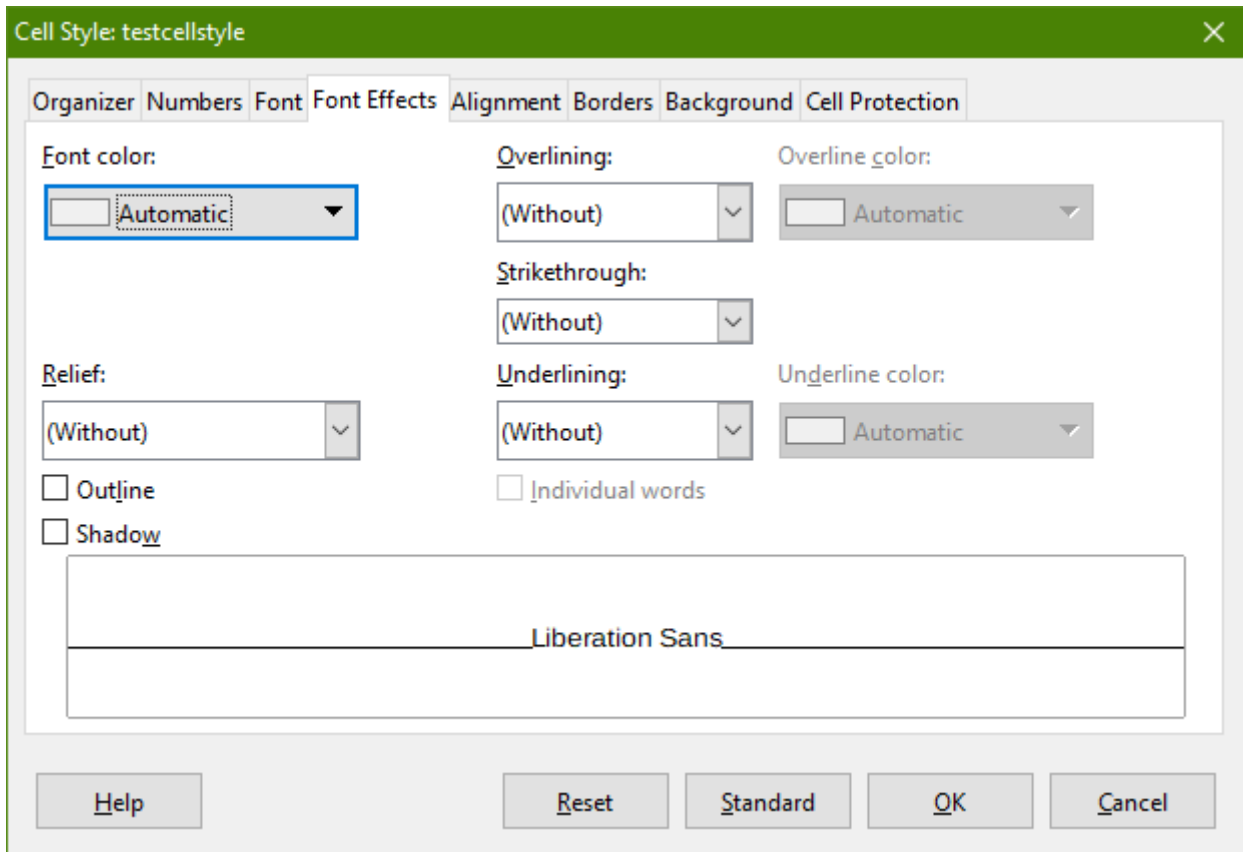 Cell Style: testcellstyle
Organizer Numbers Font Font Effects Alignment Borders Background Cell Protection
Font color: Overlining: Overline color:
Automatic (Without) Automatic
Strikethrough:
(Without)
Relief: Underlining: Underline color:
(Without) (Without) Automatic
Outline Individual words
Shadow
Liberation Sans
Help Reset Standard OK Cancel